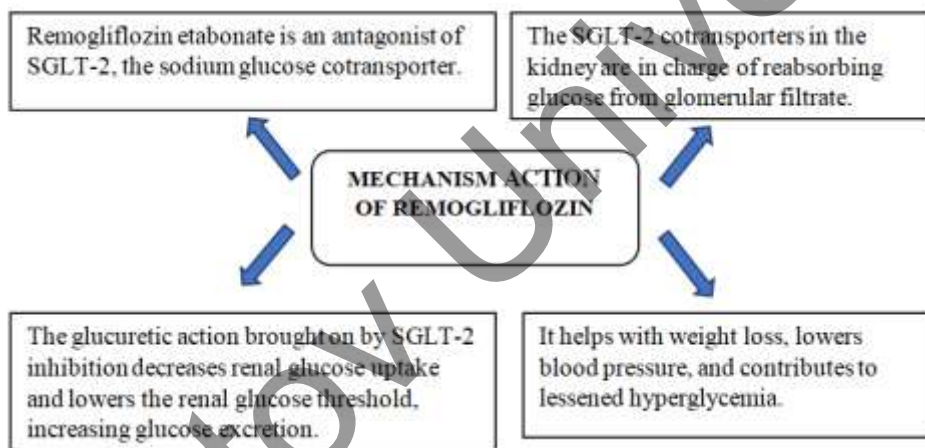 Remogliflozin etabonate is an antagonist of
SGLT-2, the sodium glucose cotransporter.
The SGLT-2 cotransporters in the
kidney are in charge of reabsorbing
glucose from glomerular filtrate.
MECHANISM ACTION
OF REMOGLIFLOZIN
The glucuretic action brought on by SGLT-2
inhibition decreases renal glucose uptake
and lowers the renal glucose threshold,
increasing glucose excretion.
It helps with weight loss, lowers
blood pressure, and contributes to
lessened hyperglycemia.